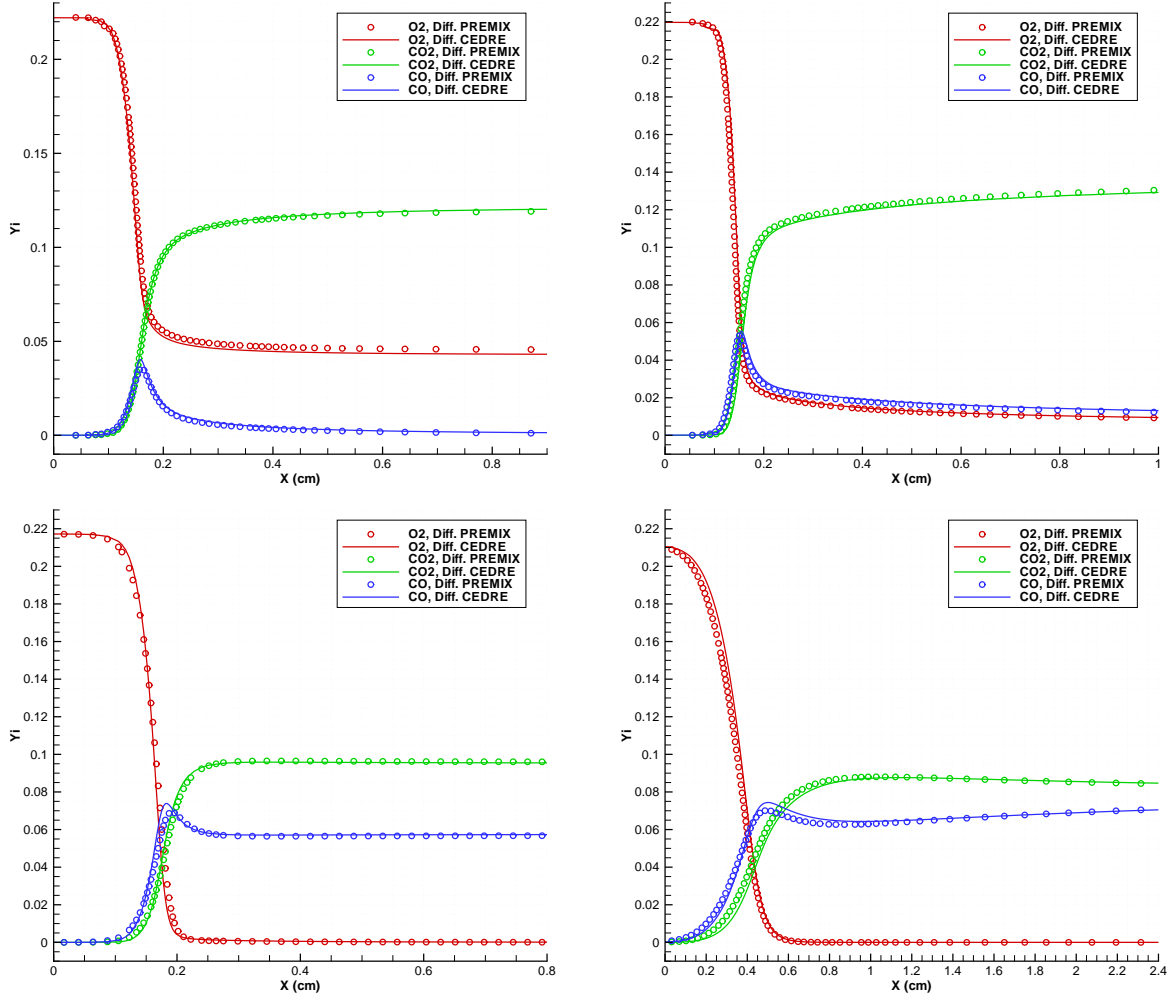 O2, Diff. PREMIX
O2, Diff. CEDRE
CO2, Diff. PREMIX
CO2, Diff. CEDRE
CO, Diff. PREMIX
CO, Diff. CEDRE
0.2
0.15
0.1
0.05
0
Yi
0 0.2 0.4 0.6 0.8
X (cm)
O2, Diff. PREMIX
O2, Diff. CEDRE
CO2, Diff. PREMIX
CO2, Diff. CEDRE
CO, Diff. PREMIX
CO, Diff. CEDRE
0.22
0.2
0.18
0.16
0.14
0.12
0.1
0.08
0.06
0.04
0.02
0
Yi
0 0.2 0.4 0.6 0.8 1
X (cm)
O2, Diff. PREMIX
O2, Diff. CEDRE
CO2, Diff. PREMIX
CO2, Diff. CEDRE
CO, Diff. PREMIX
CO, Diff. CEDRE
0.22
0.2
0.18
0.16
0.14
0.12
0.1
0.08
0.06
0.04
0.02
0
Yi
0 0.2 0.4 0.6 0.8
X (cm)
O2, Diff. PREMIX
O2, Diff. CEDRE
CO2, Diff. PREMIX
CO2, Diff. CEDRE
CO, Diff. PREMIX
CO, Diff. CEDRE
0.22
0.2
0.18
0.16
0.14
0.12
0.1
0.08
0.06
0.04
0.02
0
Yi
0 0.2 0.4 0.6 0.8 1 1.2 1.4 1.6 1.8 2 2.2 2.4
X (cm)